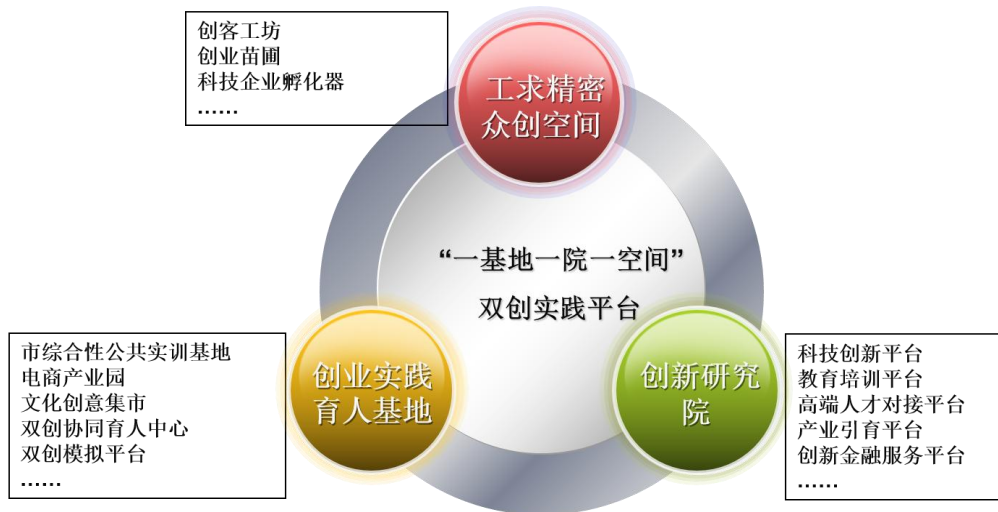 创客工坊
创业苗圃
科技企业孵化器
……
工求精密
众创空间
“一基地一院一空间”
双创实践平台
市综合性公共实训基地
电商产业园
文化创意集市
双创协同育人中心
双创模拟平台
……
创业实践
育人基地
创新研究
院
科技创新平台
教育培训平台
高端人才对接平台
产业引育平台
创新金融服务平台
……